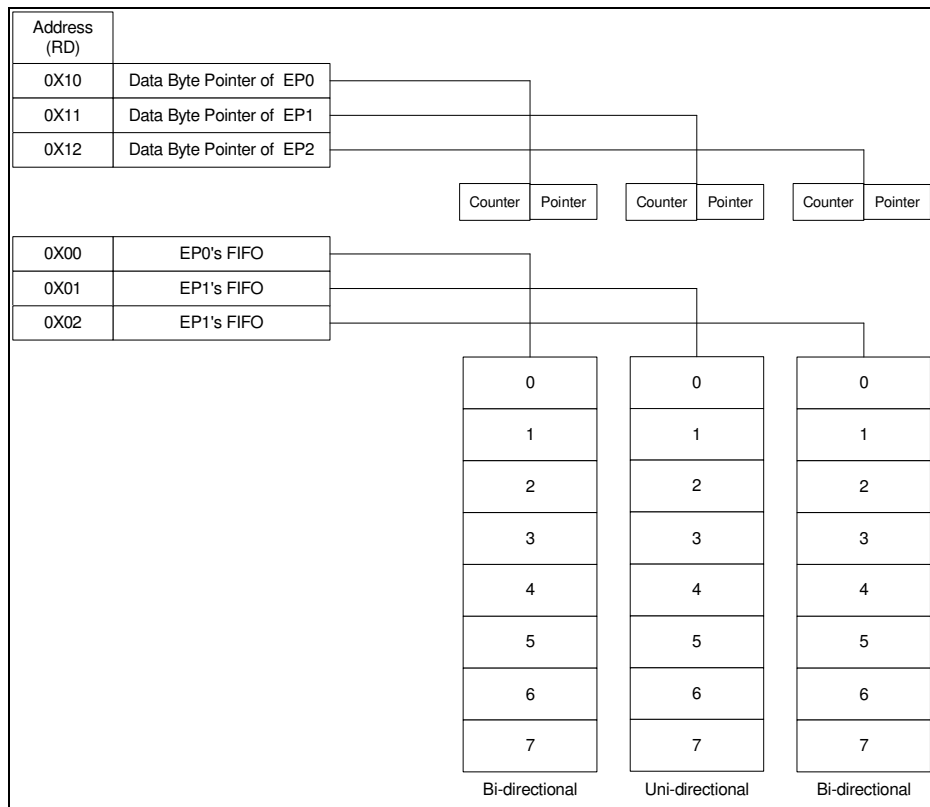 Address
(RD)
0X10 Data Byte Pointer of EP0
0X11 Data Byte Pointer of EP1
0X12 Data Byte Pointer of EP2
Counter Pointer Counter Pointer Counter Pointer
0X00 EP0's FIFO
0X01 EP1's FIFO
0X02 EP1's FIFO
0 0 0
1 1 1
2 2 2
3 3 3
4 4 4
5 5 5
6 6 6
7 7 7
Bi-directional Uni-directional Bi-directional